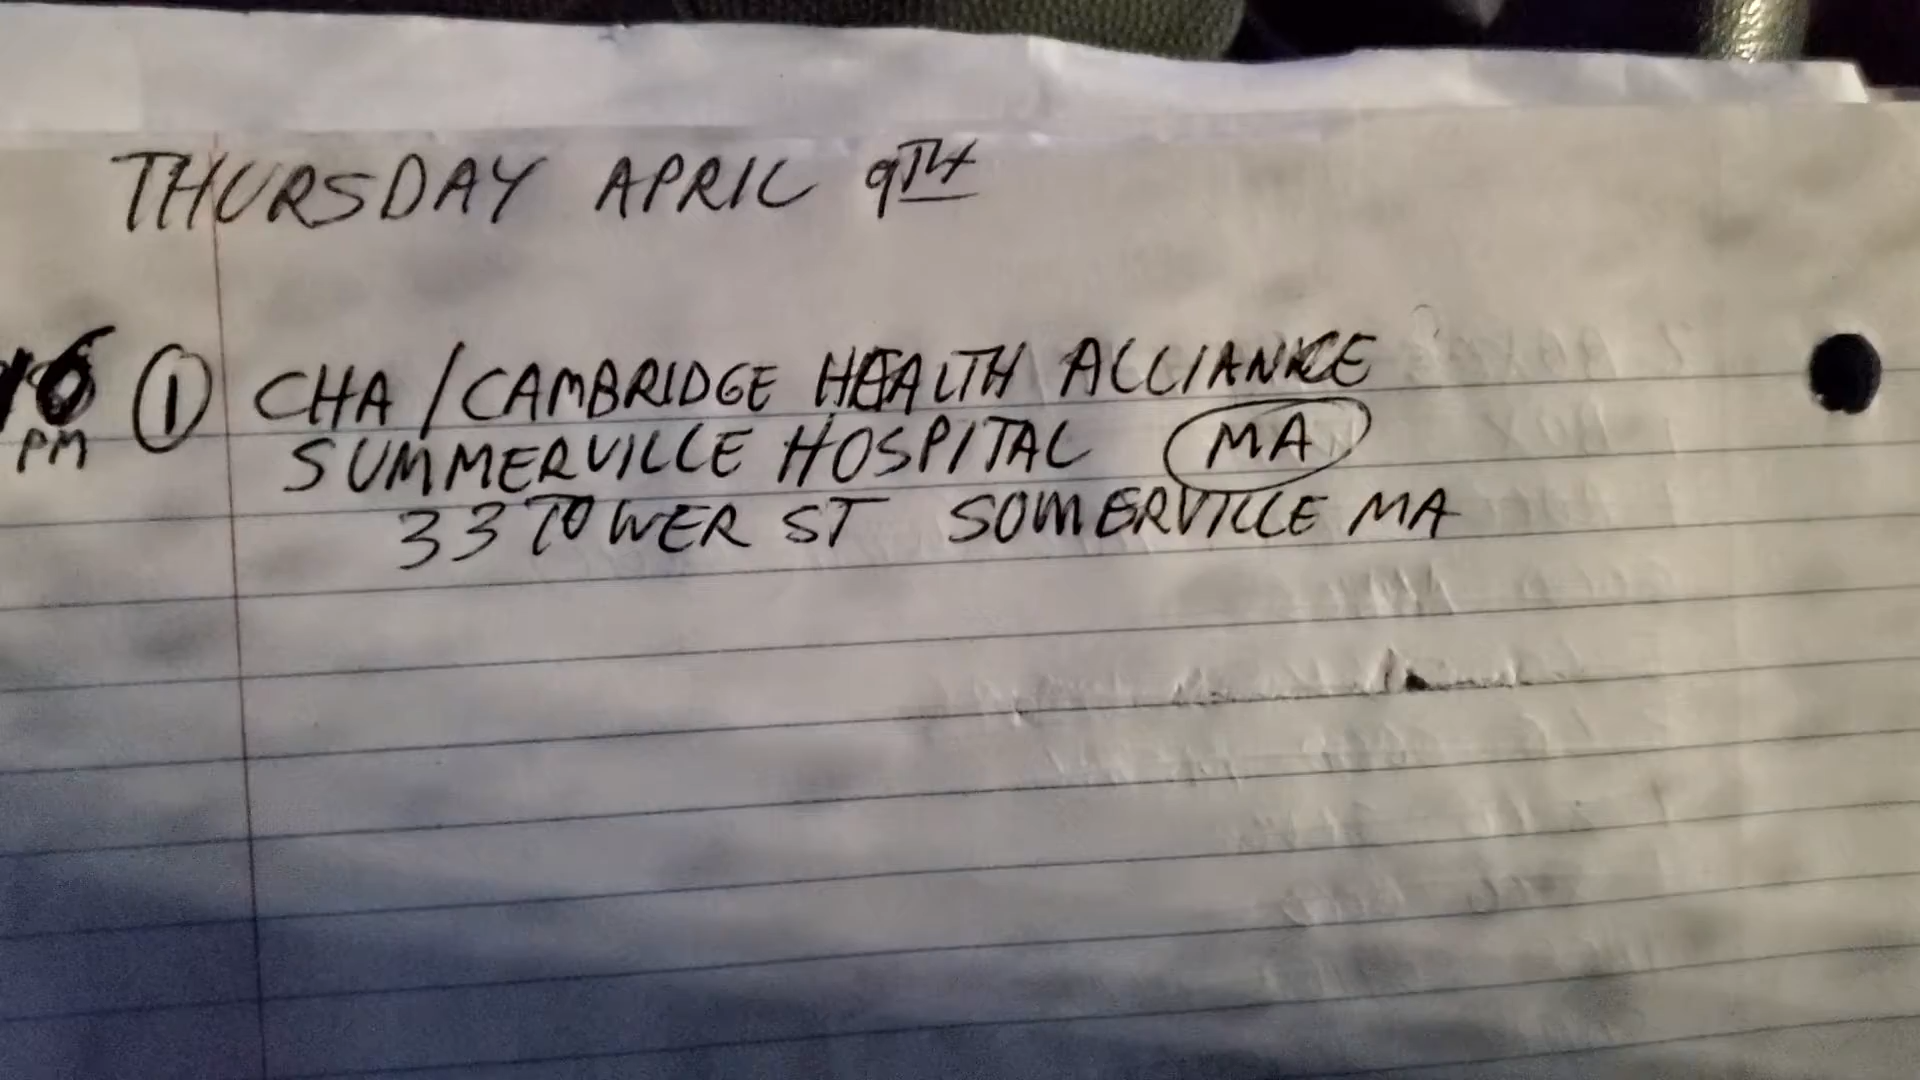 THURSDAY APRIL 9TH
① CHA / CAMBRIDGE HEALTH ALLIANCE
PM SUMMERVILLE HOSPITAL MA
33 TOWER ST SOMERVILLE MA